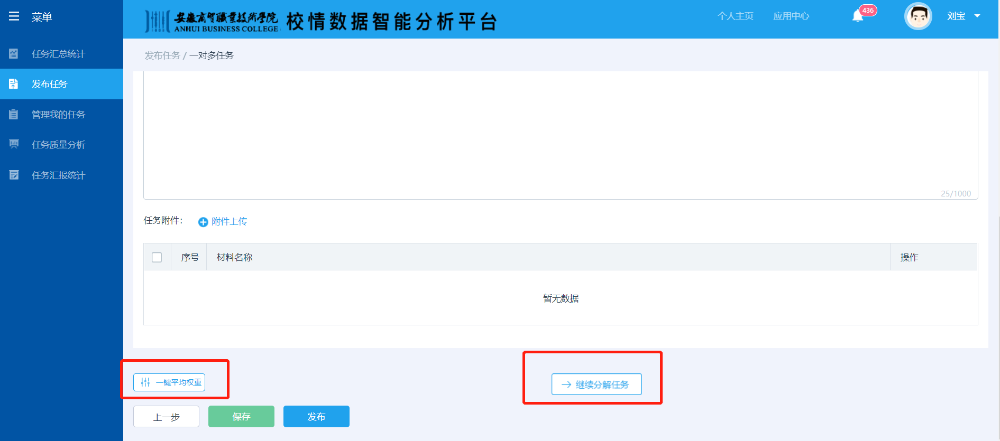 菜单
安徽商贸職業技術學院
ANHUI BUSINESS COLLEGE
校情数据智能分析平台
个人主页
应用中心
436
刘宝
任务汇总统计
发布任务
管理我的任务
任务质量分析
任务汇报统计
发布任务 / 一对多任务
25/1000
任务附件：
附件上传
序号
材料名称
操作
暂无数据
一键平均权重
继续分解任务
上一步
保存
发布